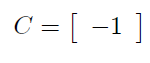 C = [ −1 ]